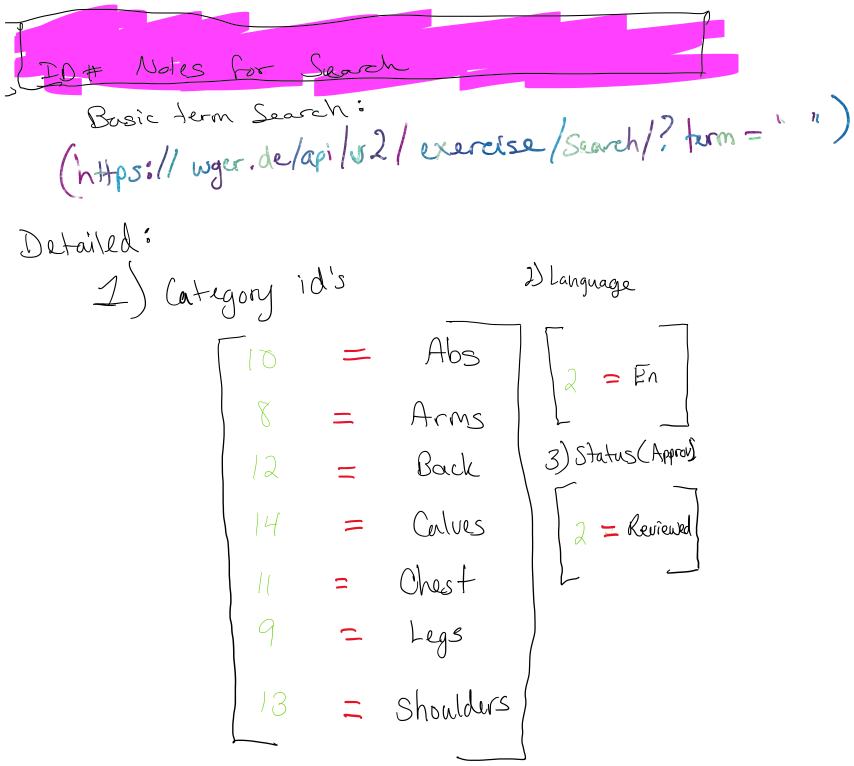 ID# Notes for Search
Basic term Search:
(https://wger.de/api/v2/exercise/search/?term=" ")
Detailed:
1) Category id's
10 = Abs
8 = Arms
12 = Back
14 = Calves
11 = Chest
9 = Legs
13 = Shoulders
2) Language
2 = En
3) Status (Approv)
2 = Reviewed